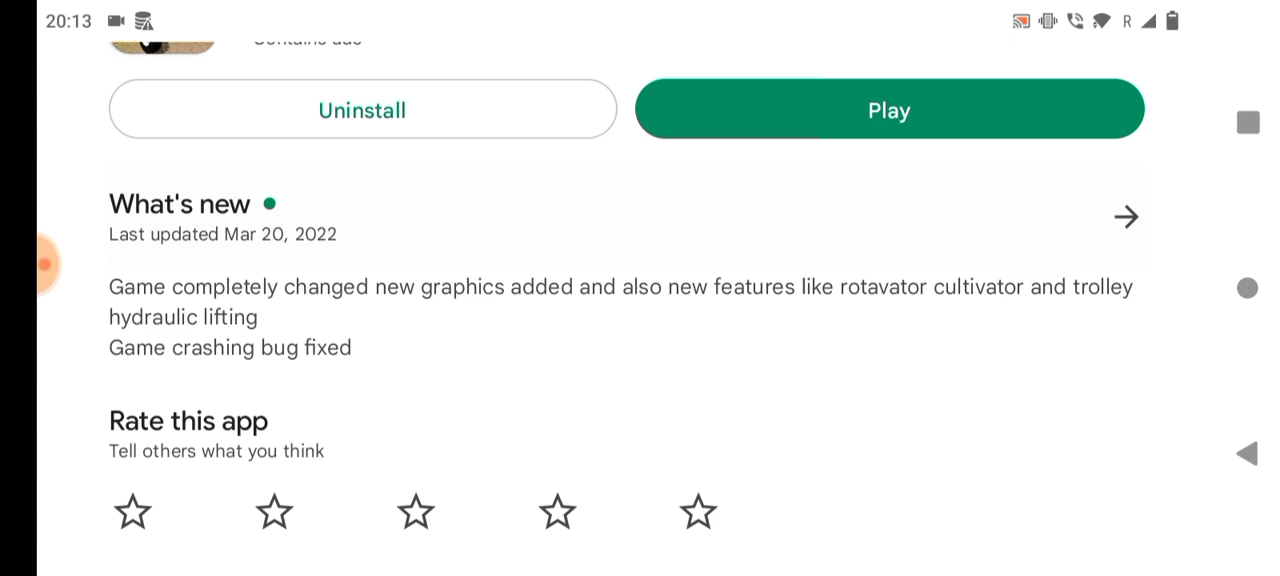 20:13
R
Uninstall
Play
What's new
Last updated Mar 20, 2022
Game completely changed new graphics added and also new features like rotavator cultivator and trolley
hydraulic lifting
Game crashing bug fixed
Rate this app
Tell others what you think